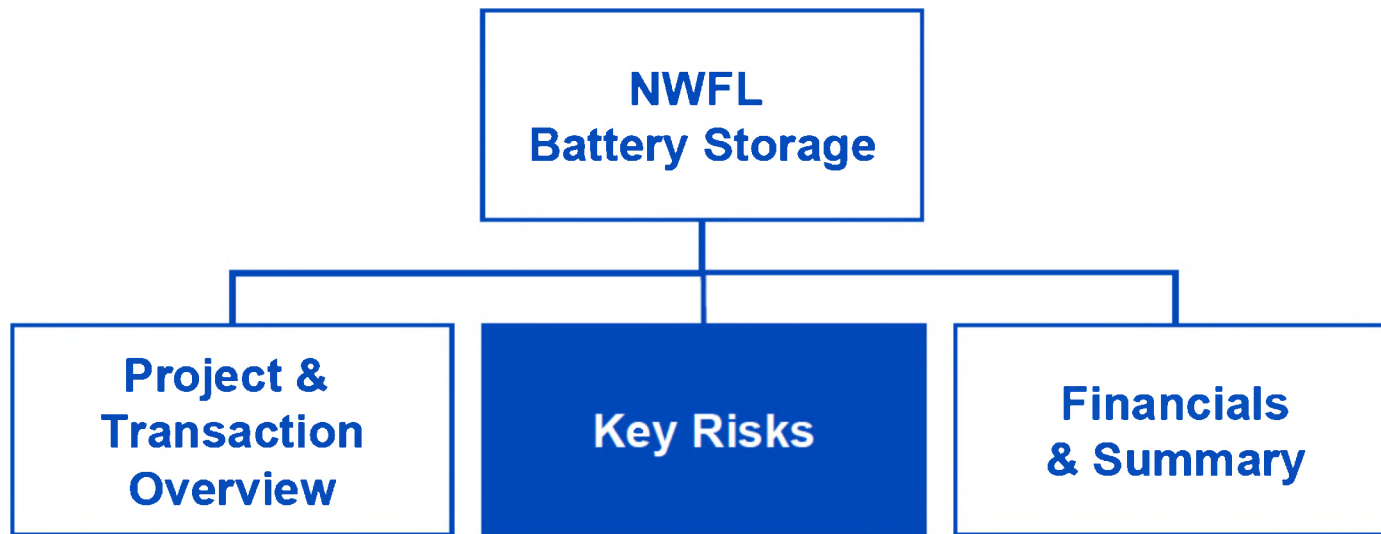 NWFL
Battery Storage
Project &
Transaction
Overview
Key Risks
Financials
& Summary